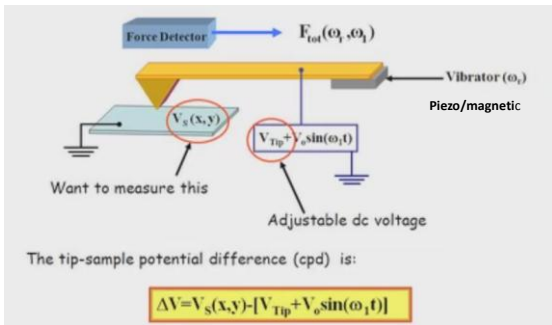 Force Detector
F_tot(ω_r,ω_1)
Vibrator (ω_r)
Piezo/magnetic
V_S(x,y)
V_Tip+V_o sin(ω_1t)
Want to measure this
Adjustable dc voltage
The tip-sample potential difference (cpd) is:
ΔV=V_S(x,y)-[V_Tip+V_o sin(ω_1t)]